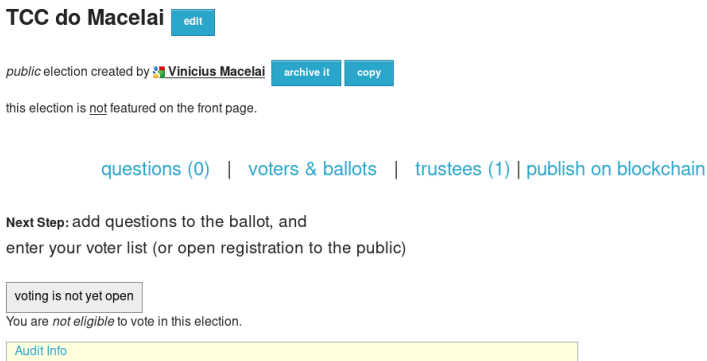 TCC do Macelai edit
public election created by Vinicius Macelai archive it copy
this election is not featured on the front page.
questions (0) | voters & ballots | trustees (1) | publish on blockchain
Next Step: add questions to the ballot, and
enter your voter list (or open registration to the public)
voting is not yet open
You are not eligible to vote in this election.
Audit Info